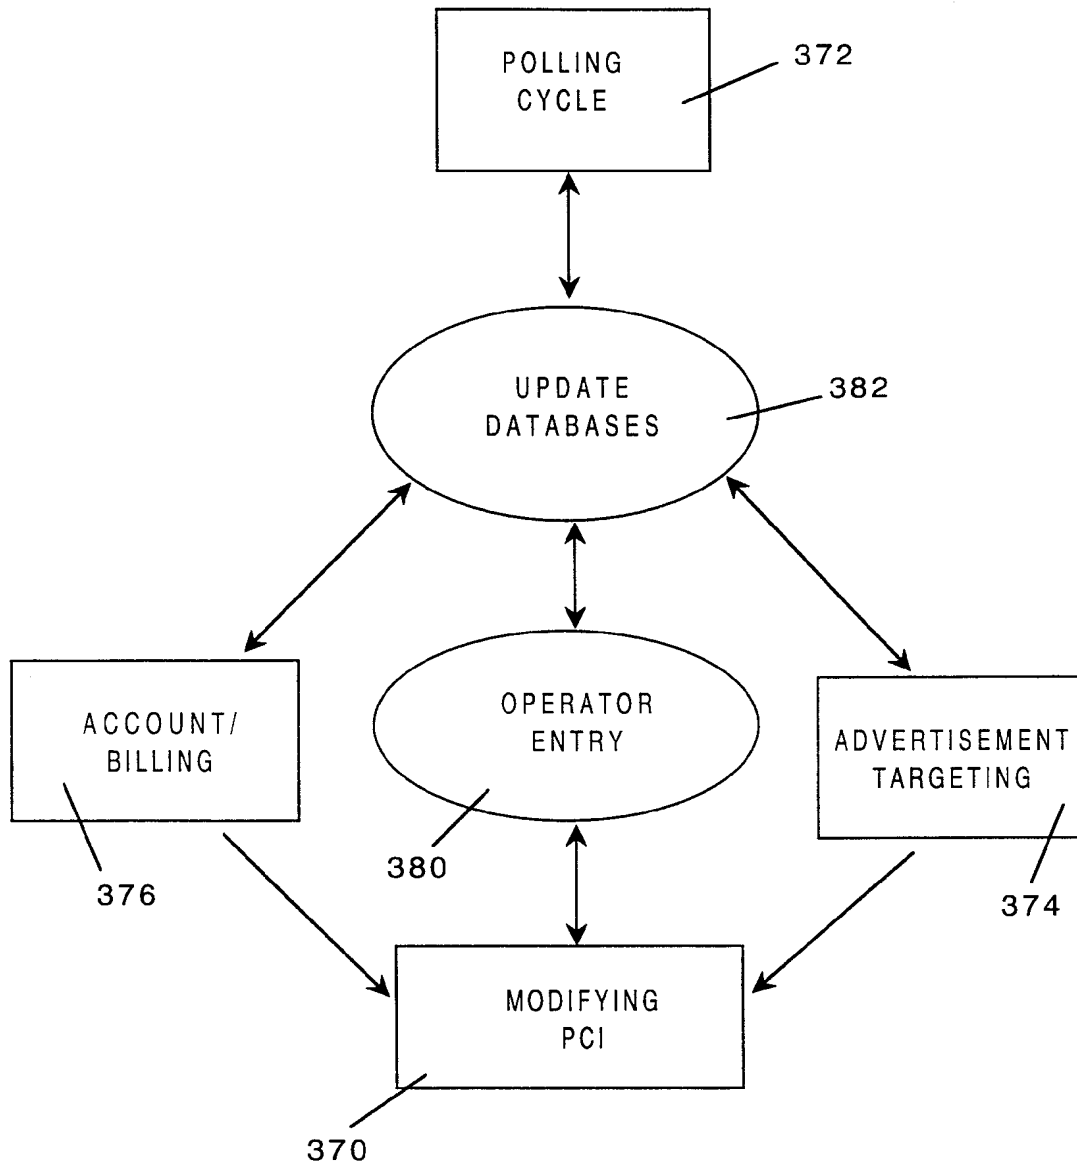 POLLING
CYCLE
372
UPDATE
DATABASES
382
ACCOUNT/
BILLING
376
OPERATOR
ENTRY
380
ADVERTISEMENT
TARGETING
374
MODIFYING
PCI
370